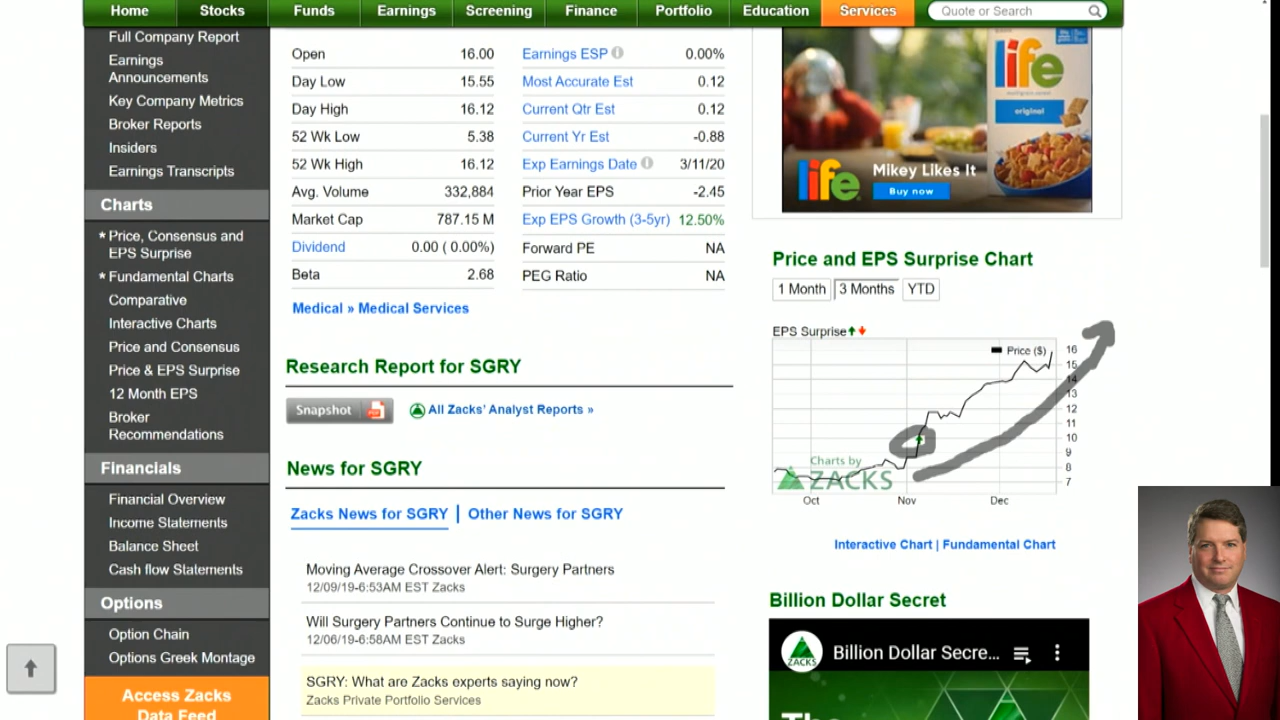 Home Stocks Funds Earnings Screening Finance Portfolio Education Services Quote or Search
Full Company Report
Earnings
Announcements
Key Company Metrics
Broker Reports
Insiders
Earnings Transcripts
Charts
* Price, Consensus and
EPS Surprise
* Fundamental Charts
Comparative
Interactive Charts
Price and Consensus
Price & EPS Surprise
12 Month EPS
Broker
Recommendations
Financials
Financial Overview
Income Statements
Balance Sheet
Cash flow Statements
Options
Option Chain
Options Greek Montage
Access Zacks
Data Feed
Open 16.00
Day Low 15.55
Day High 16.12
52 Wk Low 5.38
52 Wk High 16.12
Avg. Volume 332,884
Market Cap 787.15 M
Dividend 0.00 ( 0.00%)
Beta 2.68
Earnings ESP 0.00%
Most Accurate Est 0.12
Current Qtr Est 0.12
Current Yr Est -0.88
Exp Earnings Date 3/11/20
Prior Year EPS -2.45
Exp EPS Growth (3-5yr) 12.50%
Forward PE NA
PEG Ratio NA
Medical » Medical Services
Research Report for SGRY
Snapshot All Zacks' Analyst Reports »
News for SGRY
Zacks News for SGRY | Other News for SGRY
Moving Average Crossover Alert: Surgery Partners
12/09/19-6:53AM EST Zacks
Will Surgery Partners Continue to Surge Higher?
12/06/19-6:58AM EST Zacks
SGRY: What are Zacks experts saying now?
Zacks Private Portfolio Services
life
original
life
Mikey Likes It
Buy now
Price and EPS Surprise Chart
1 Month 3 Months YTD
EPS Surprise
Price ($)
16
15
14
13
12
11
10
9
8
7
Charts by
ZACKS
Oct Nov Dec
Interactive Chart | Fundamental Chart
Billion Dollar Secret
ZACKS
Billion Dollar Secre...
The